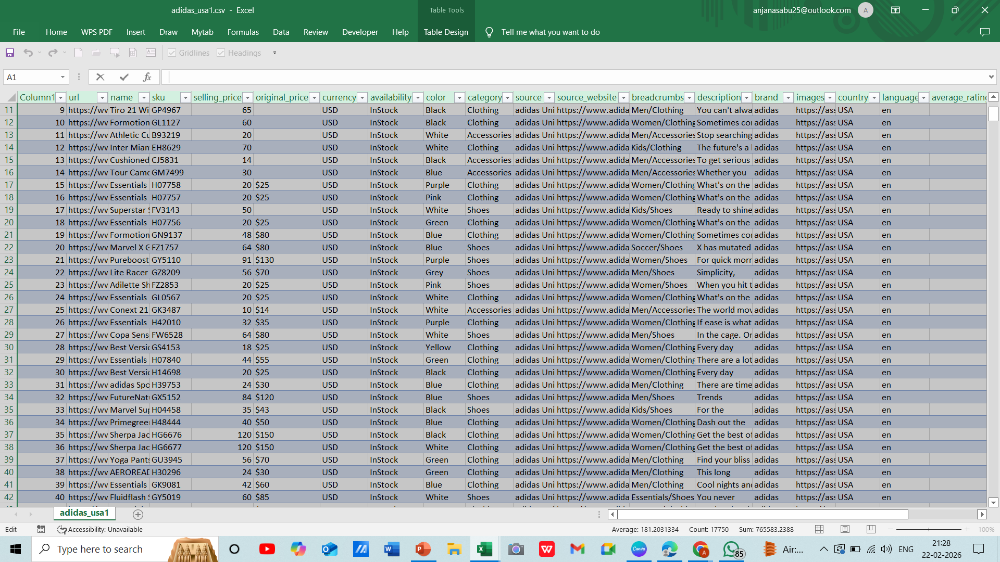 adidas_usa1.csv - Excel
Table Tools
anjanasabu25@outlook.com
A
File Home WPS PDF Insert Draw Mytab Formulas Data Review Developer Help Table Design Tell me what you want to do
Gridlines Headings
A1 fx
Column1 url name sku selling_price original_price currency availability color category source source_website breadcrumbs description brand images country language average_rating
11 9 https://ww Tiro 21 Wi GP4967 65 USD InStock Black Clothing adidas Uni https://www.adida Men/Clothing You can't alwa adidas https://ass USA en
12 10 https://ww Formotion GL1127 60 USD InStock Black Clothing adidas Uni https://www.adida Women/Clothing Sometimes co adidas https://ass USA en
13 11 https://ww Athletic Cu B93219 20 USD InStock White Accessories adidas Uni https://www.adida Men/Accessories Stop searching adidas https://ass USA en
14 12 https://ww Inter Mian EH8629 70 USD InStock White Clothing adidas Uni https://www.adida Kids/Clothing The future's a adidas https://ass USA en
15 13 https://ww Cushioned CJ5831 14 USD InStock Black Accessories adidas Uni https://www.adida Men/Accessories To get serious adidas https://ass USA en
16 14 https://ww Tour Camo GM7499 30 USD InStock Blue Accessories adidas Uni https://www.adida Men/Accessories Whether you adidas https://ass USA en
17 15 https://ww Essentials H07758 20 $25 USD InStock Purple Clothing adidas Uni https://www.adida Women/Clothing What's on the adidas https://ass USA en
18 16 https://ww Essentials H07757 20 $25 USD InStock Pink Clothing adidas Uni https://www.adida Women/Clothing What's on the adidas https://ass USA en
19 17 https://ww Superstar S FV3143 50 USD InStock White Shoes adidas Uni https://www.adida Kids/Shoes Ready to shine adidas https://ass USA en
20 18 https://ww Essentials H07756 20 $25 USD InStock Green Clothing adidas Uni https://www.adida Women/Clothing What's on the adidas https://ass USA en
21 19 https://ww Formotion GN9137 48 $80 USD InStock Blue Clothing adidas Uni https://www.adida Women/Clothing Sometimes co adidas https://ass USA en
22 20 https://ww Marvel X G FZ1757 64 $80 USD InStock Blue Shoes adidas Uni https://www.adida Soccer/Shoes X has mutated adidas https://ass USA en
23 21 https://ww Pureboost GY5110 91 $130 USD InStock Purple Shoes adidas Uni https://www.adida Women/Shoes For quick morr adidas https://ass USA en
24 22 https://ww Lite Racer GZ8209 56 $70 USD InStock Grey Shoes adidas Uni https://www.adida Men/Shoes Simplicity, adidas https://ass USA en
25 23 https://ww Adilette Sh FZ2853 20 $25 USD InStock Pink Shoes adidas Uni https://www.adida Women/Shoes When you hit t adidas https://ass USA en
26 24 https://ww Essentials GL0567 20 $25 USD InStock White Clothing adidas Uni https://www.adida Women/Clothing What's on the adidas https://ass USA en
27 25 https://ww Conext 21 GK3487 10 $14 USD InStock White Accessories adidas Uni https://www.adida Men/Accessories The world mov adidas https://ass USA en
28 26 https://ww Essentials H42010 32 $35 USD InStock Purple Clothing adidas Uni https://www.adida Women/Clothing If ease is what adidas https://ass USA en
29 27 https://ww Copa Sens FW6528 64 $80 USD InStock White Shoes adidas Uni https://www.adida Men/Shoes In the cage. Or adidas https://ass USA en
30 28 https://ww Best Versio GS4153 18 $25 USD InStock Yellow Clothing adidas Uni https://www.adida Women/Clothing Every day adidas https://ass USA en
31 29 https://ww Essentials H07840 44 $55 USD InStock Green Clothing adidas Uni https://www.adida Women/Clothing There are a lot adidas https://ass USA en
32 30 https://ww Best Versio H14698 20 $25 USD InStock Black Clothing adidas Uni https://www.adida Women/Clothing Every day adidas https://ass USA en
33 31 https://ww adidas Spo H39753 24 $30 USD InStock Blue Clothing adidas Uni https://www.adida Men/Clothing There are time adidas https://ass USA en
34 32 https://ww FutureNatu GX5152 84 $120 USD InStock Blue Shoes adidas Uni https://www.adida Men/Shoes Trends adidas https://ass USA en
35 33 https://ww Marvel Sup H04458 35 $43 USD InStock Black Shoes adidas Uni https://www.adida Kids/Shoes For the adidas https://ass USA en
36 34 https://ww Primegreen H48444 40 $50 USD InStock Blue Clothing adidas Uni https://www.adida Women/Clothing Dash out the adidas https://ass USA en
37 35 https://ww Sherpa Jac HG6676 120 $150 USD InStock Black Clothing adidas Uni https://www.adida Women/Clothing Get the best of adidas https://ass USA en
38 36 https://ww Sherpa Jac HG6677 120 $150 USD InStock White Clothing adidas Uni https://www.adida Women/Clothing Get the best of adidas https://ass USA en
39 37 https://ww Yoga Pants GU3945 56 $70 USD InStock Green Clothing adidas Uni https://www.adida Men/Clothing Find your bliss adidas https://ass USA en
40 38 https://ww AEROREAD H30296 24 $30 USD InStock Green Clothing adidas Uni https://www.adida Men/Clothing This long adidas https://ass USA en
41 39 https://ww Essentials GK9081 42 $60 USD InStock Blue Clothing adidas Uni https://www.adida Men/Clothing Cool nights and adidas https://ass USA en
42 40 https://ww Fluidflash S GY5019 60 $85 USD InStock White Shoes adidas Uni https://www.adida Essentials/Shoes You never adidas https://ass USA en
adidas_usa1
Edit Accessibility: Unavailable Average: 181.2031334 Count: 17750 Sum: 765583.2388 100%
Type here to search Air:... ENG 21:28
22-02-2026
85